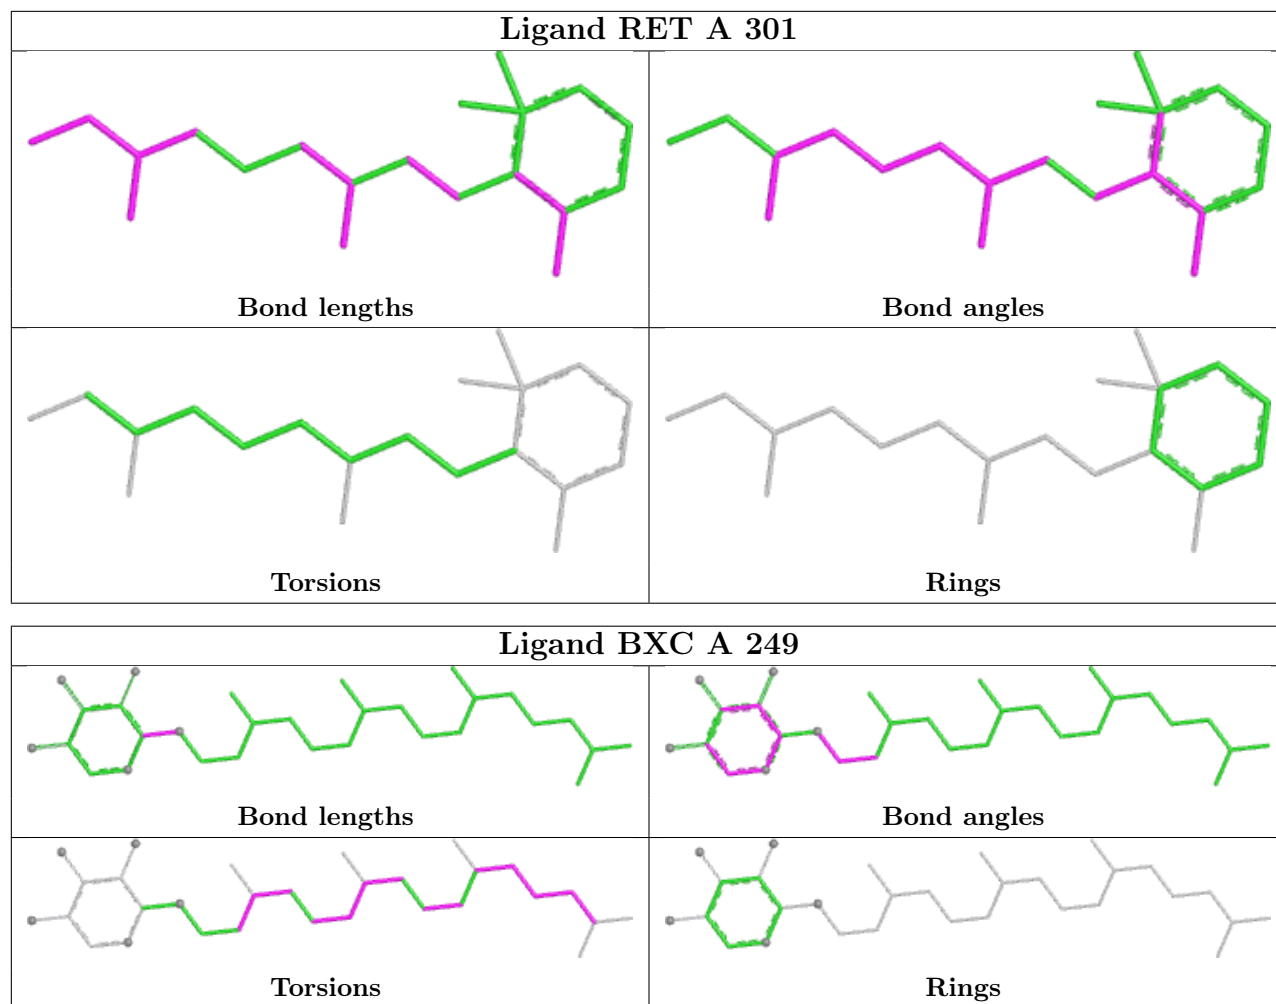 Ligand RET A 301
Bond lengths
Bond angles
Torsions
Rings
Ligand BXC A 249
Bond lengths
Bond angles
Torsions
Rings